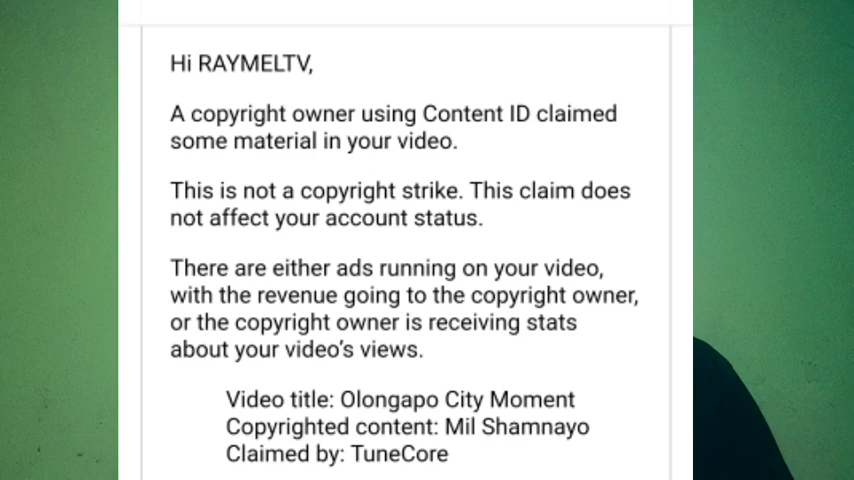 Hi RAYMELTV,
A copyright owner using Content ID claimed
some material in your video.
This is not a copyright strike. This claim does
not affect your account status.
There are either ads running on your video,
with the revenue going to the copyright owner,
or the copyright owner is receiving stats
about your video’s views.
Video title: Olongapo City Moment
Copyrighted content: Mil Shamnayo
Claimed by: TuneCore